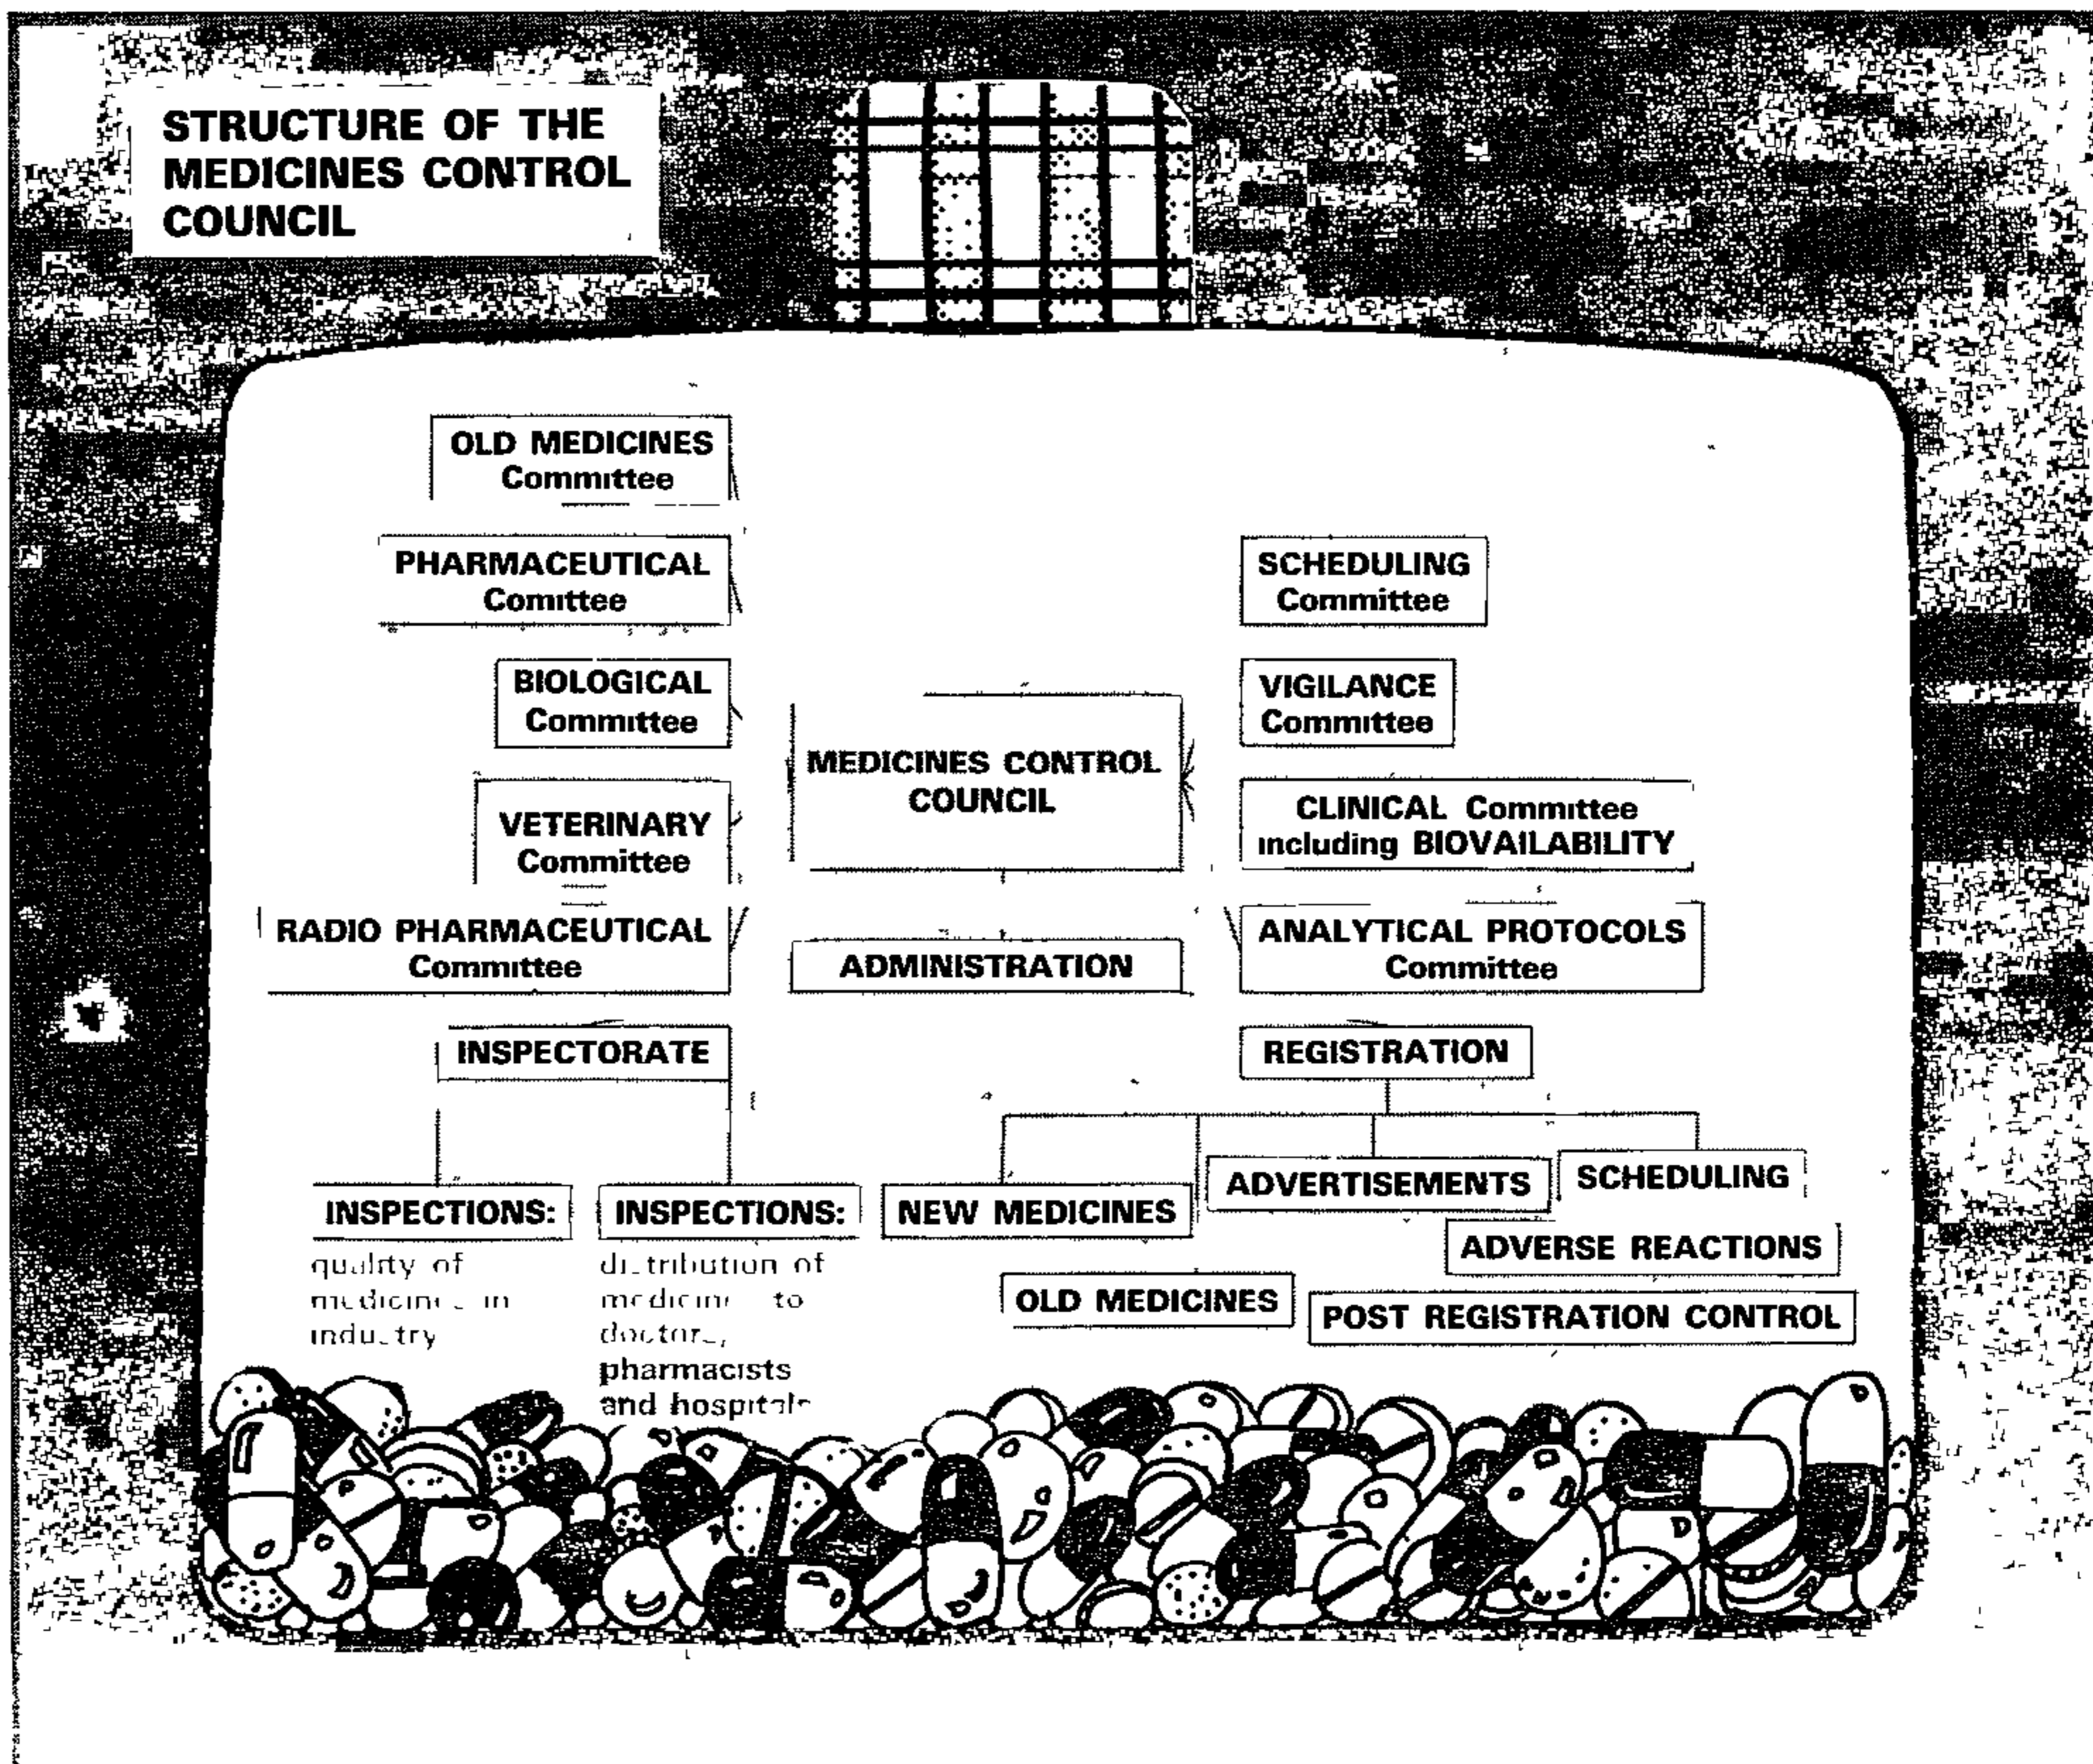 STRUCTURE OF THE
MEDICINES CONTROL
COUNCIL
OLD MEDICINES
Committee
PHARMACEUTICAL
Comittee
BIOLOGICAL
Committee
VETERINARY
Committee
RADIO PHARMACEUTICAL
Committee
MEDICINES CONTROL
COUNCIL
ADMINISTRATION
SCHEDULING
Committee
VIGILANCE
Committee
CLINICAL Committee
including BIOVAILABILITY
ANALYTICAL PROTOCOLS
Committee
INSPECTORATE
REGISTRATION
INSPECTIONS:
quality of
medicines in
industry
INSPECTIONS:
distribution of
medicines to
doctors,
pharmacists
and hospitals
NEW MEDICINES
ADVERTISEMENTS
SCHEDULING
ADVERSE REACTIONS
OLD MEDICINES
POST REGISTRATION CONTROL